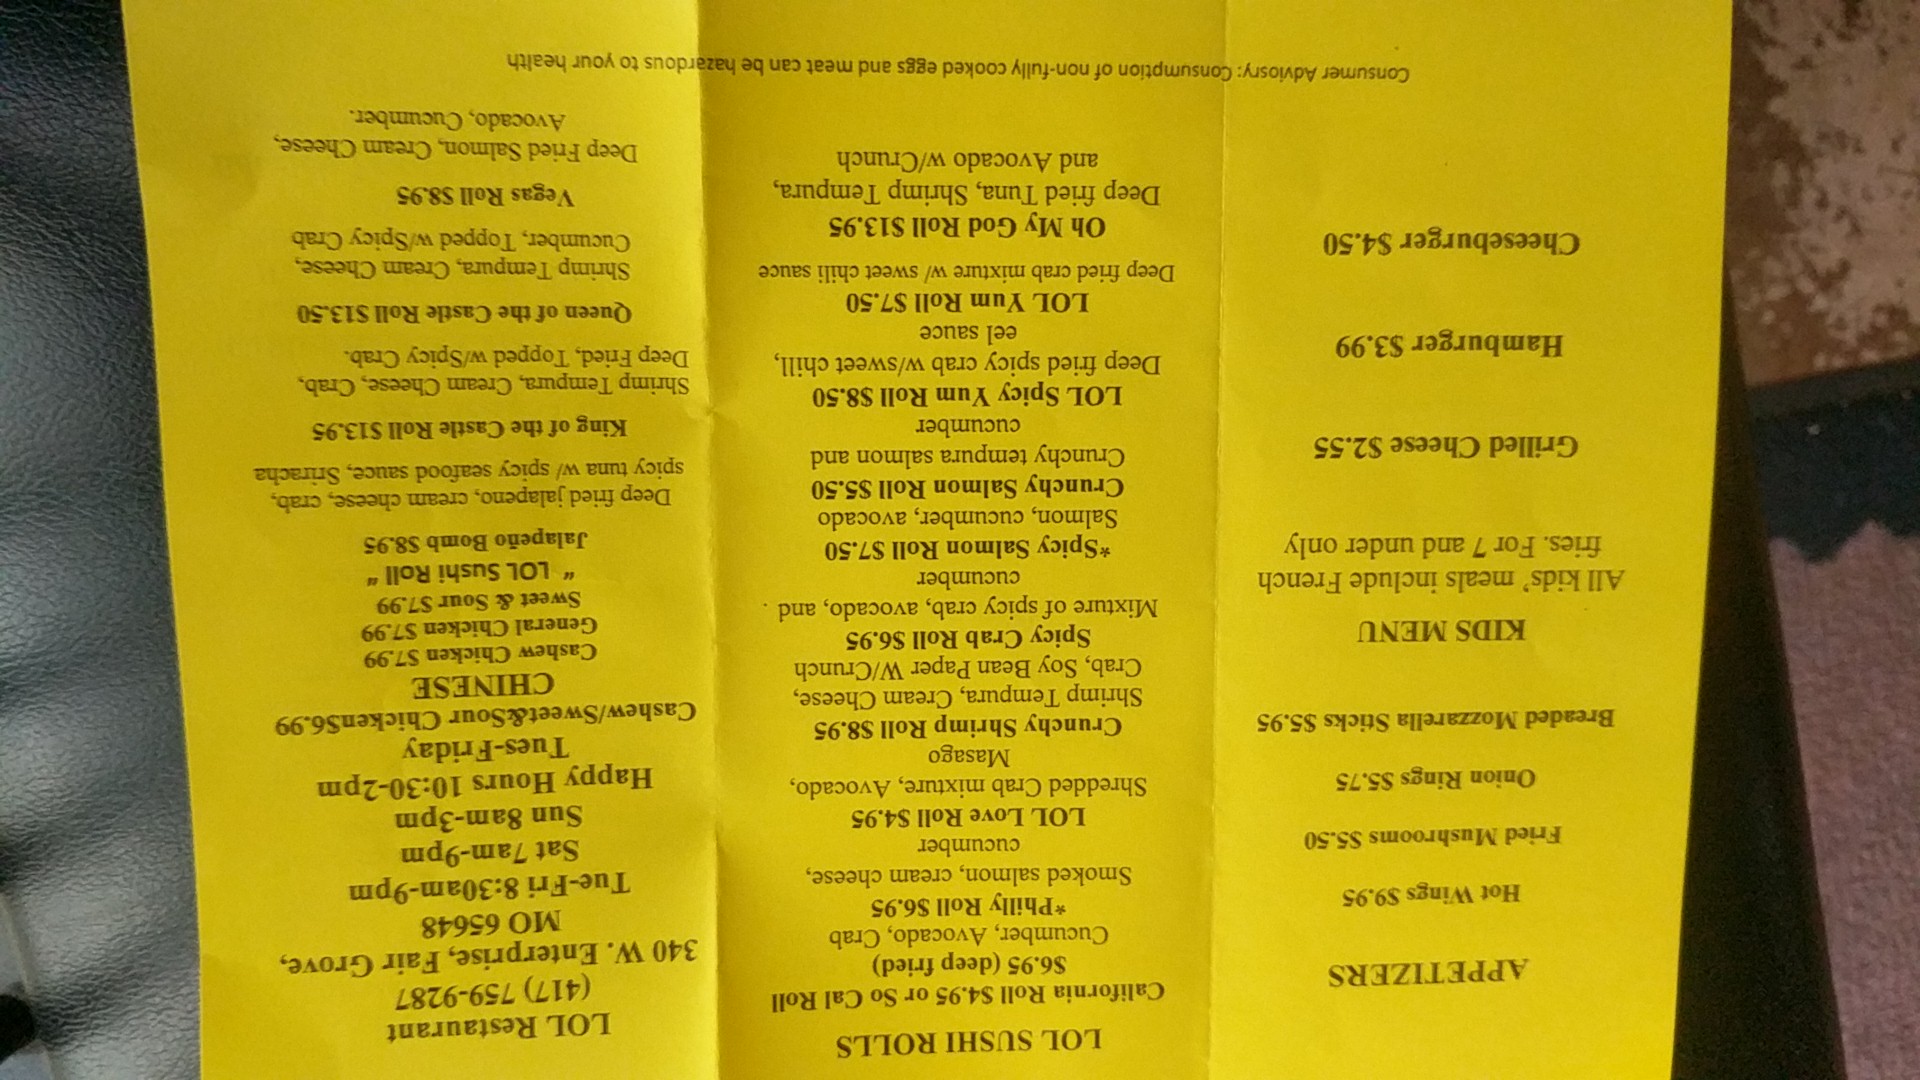 APPETIZERS
Hot Wings $9.95
Fried Mushrooms $5.50
Onion Rings $5.75
Breaded Mozzarella Sticks $5.95
KIDS MENU
All kids' meals include French
fries. For 7 and under only
Grilled Cheese $2.55
Hamburger $3.99
Cheeseburger $4.50
LOL SUSHI ROLLS
California Roll $4.95 or So Cal Roll
$6.95 (deep fried)
Cucumber, Avocado, Crab
*Philly Roll $6.95
Smoked salmon, cream cheese,
cucumber
LOL Love Roll $4.95
Shredded Crab mixture, Avocado,
Masago
Crunchy Shrimp Roll $8.95
Shrimp Tempura, Cream Cheese,
Crab, Soy Bean Paper W/Crunch
Spicy Crab Roll $6.95
Mixture of spicy crab, avocado, and .
cucumber
*Spicy Salmon Roll $7.50
Salmon, cucumber, avocado
Crunchy Salmon Roll $5.50
Crunchy tempura salmon and
cucumber
LOL Spicy Yum Roll $8.50
Deep fried spicy crab w/sweet chili,
eel sauce
LOL Yum Roll $7.50
Deep fried crab mixture w/ sweet chili sauce
Oh My God Roll $13.95
Deep fried Tuna, Shrimp Tempura,
and Avocado w/Crunch
LOL Restaurant
(417) 759-9287
340 W. Enterprise, Fair Grove,
MO 65648
Tue-Fri 8:30am-9pm
Sat 7am-9pm
Sun 8am-3pm
Happy Hours 10:30-2pm
Tues-Friday
Cashew/Sweet&Sour Chicken$6.99
CHINESE
Cashew Chicken $7.99
General Chicken $7.99
Sweet & Sour $7.99
“ LOL Sushi Roll “
Jalapeño Bomb $8.95
Deep fried jalapeno, cream cheese, crab,
spicy tuna w/ spicy seafood sauce, Sriracha
King of the Castle Roll $13.95
Shrimp Tempura, Cream Cheese, Crab,
Deep Fried, Topped w/Spicy Crab.
Queen of the Castle Roll $13.50
Shrimp Tempura, Cream Cheese,
Cucumber, Topped w/Spicy Crab
Vegas Roll $8.95
Deep Fried Salmon, Cream Cheese,
Avocado, Cucumber.
Consumer Adviosry: Consumption of non-fully cooked eggs and meat can be hazardous to your health